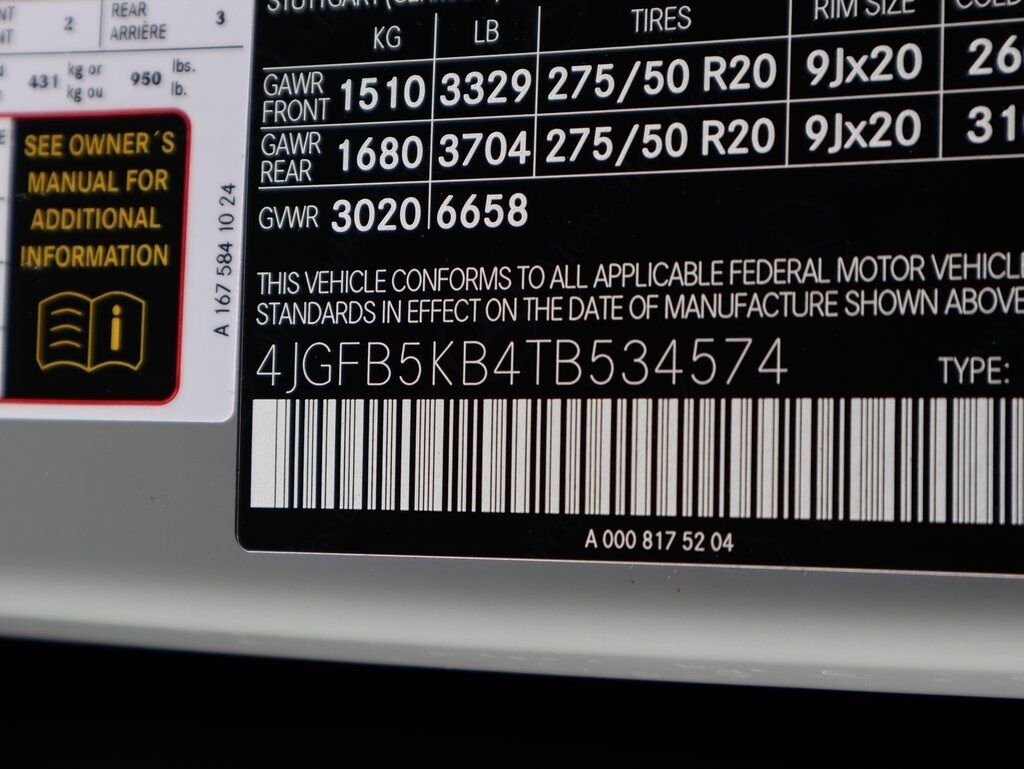 2
REAR 3
ARRIÈRE
431 kg or 950 lbs.
kg ou lb.
SEE OWNER´S
MANUAL FOR
ADDITIONAL
INFORMATION
i
A 167 584 10 24
KG LB TIRES RIM SIZE
GAWR FRONT 1510 3329 275/50 R20 9Jx20
GAWR REAR 1680 3704 275/50 R20 9Jx20
GVWR 3020 6658
THIS VEHICLE CONFORMS TO ALL APPLICABLE FEDERAL MOTOR
STANDARDS IN EFFECT ON THE DATE OF MANUFACTURE SHOWN ABOVE
4JGFB5KB4TB534574 TYPE:
A 000 817 52 04